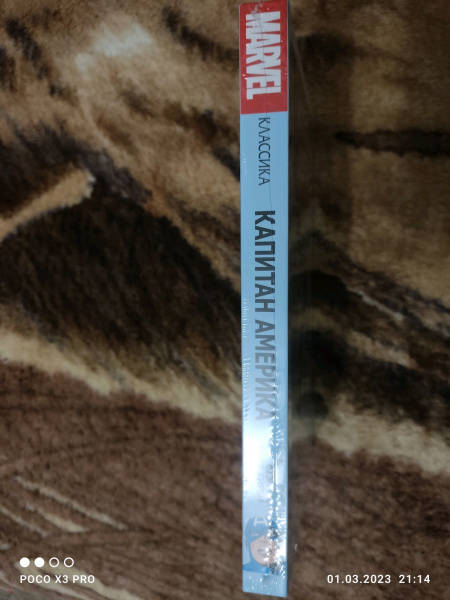 MARVEL
КЛАССИКА
КАПИТАН АМЕРИКА
POCO X3 PRO
01.03.2023 21:14